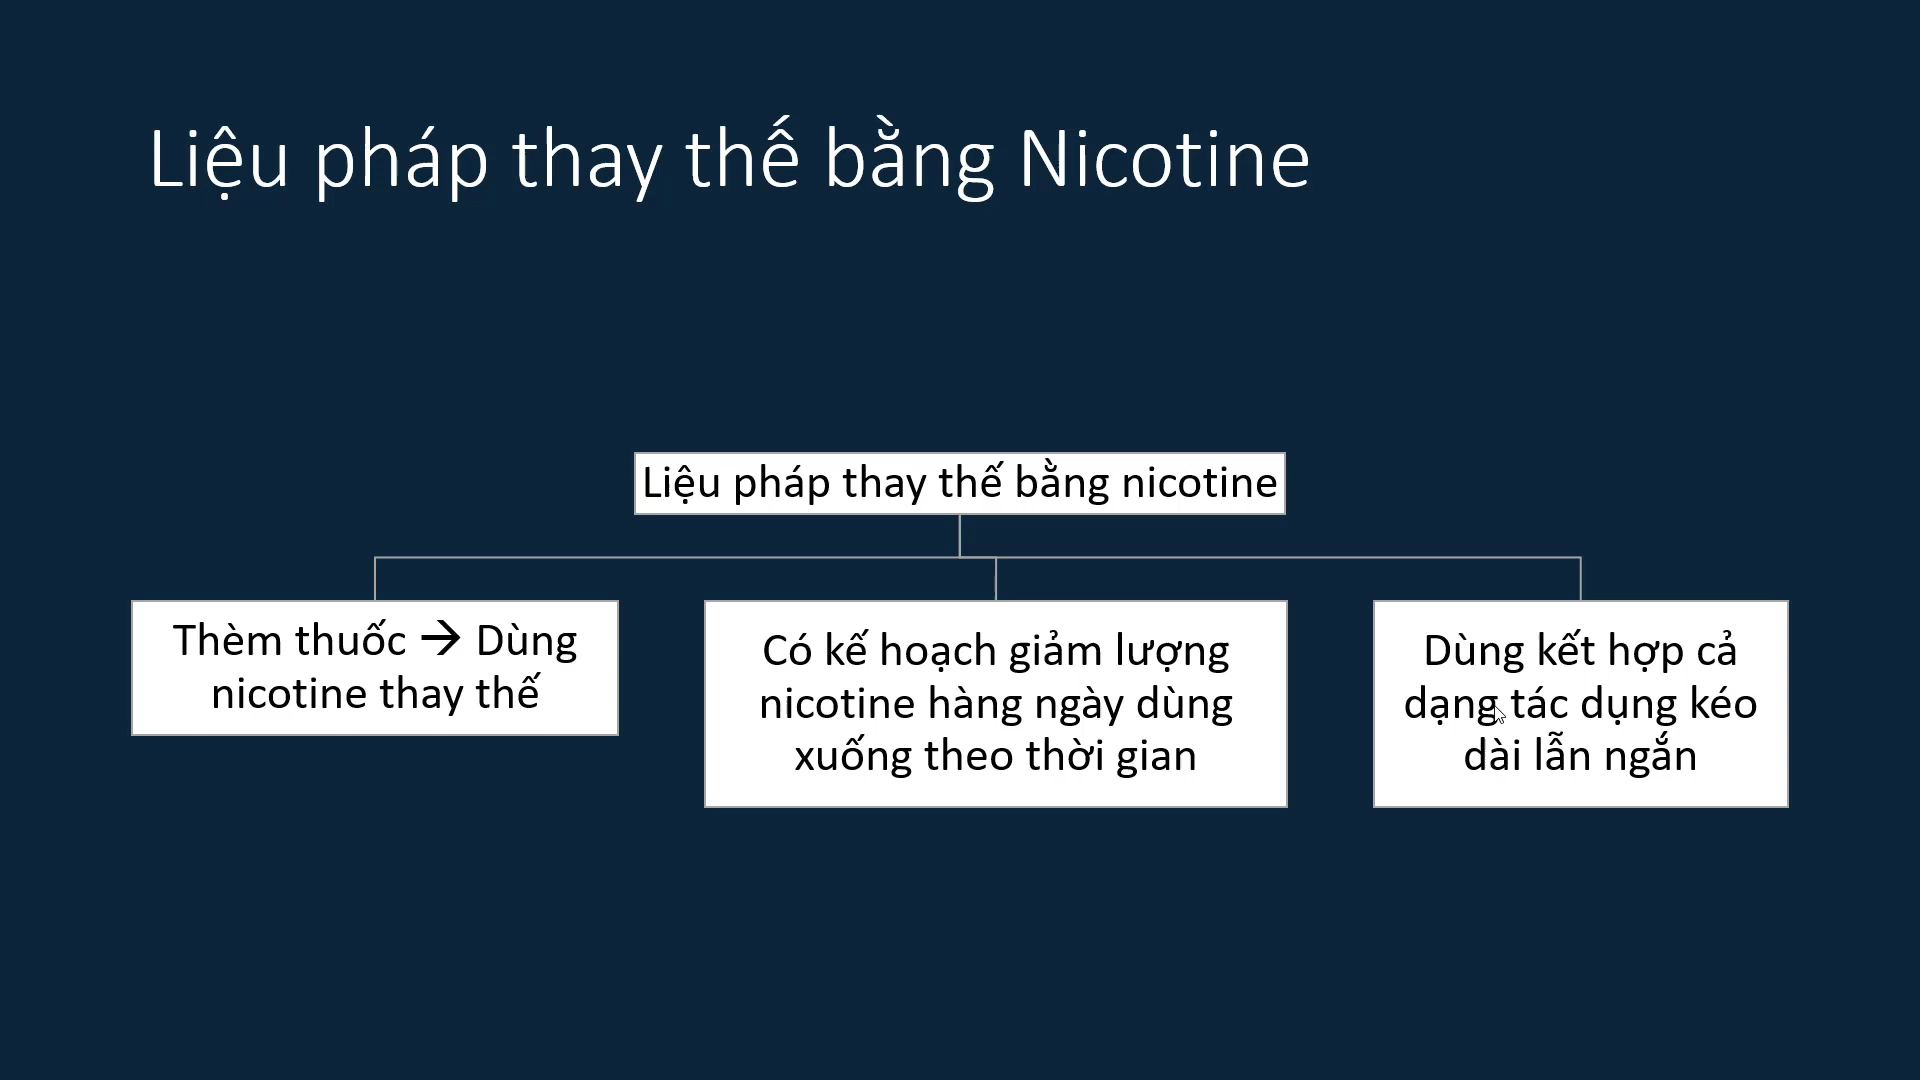 Liệu pháp thay thế bằng Nicotine
Liệu pháp thay thế bằng nicotine
Thèm thuốc → Dùng
nicotine thay thế
Có kế hoạch giảm lượng
nicotine hàng ngày dùng
xuống theo thời gian
Dùng kết hợp cả
dạng tác dụng kéo
dài lẫn ngắn